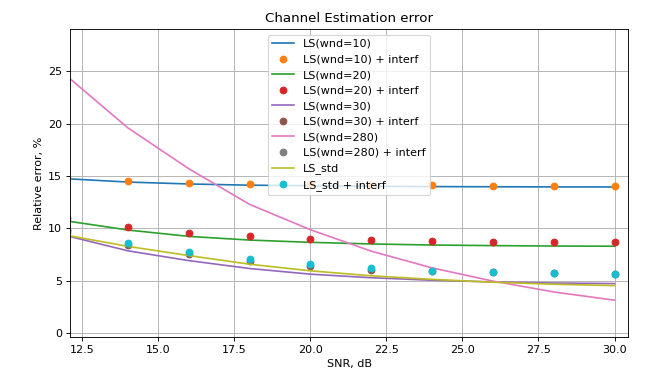 Channel Estimation error
LS(wnd=10)
LS(wnd=10) + interf
LS(wnd=20)
LS(wnd=20) + interf
LS(wnd=30)
LS(wnd=30) + interf
LS(wnd=280)
LS(wnd=280) + interf
LS_std
LS_std + interf
Relative error, %
25
20
15
10
5
0
12.5 15.0 17.5 20.0 22.5 25.0 27.5 30.0
SNR, dB